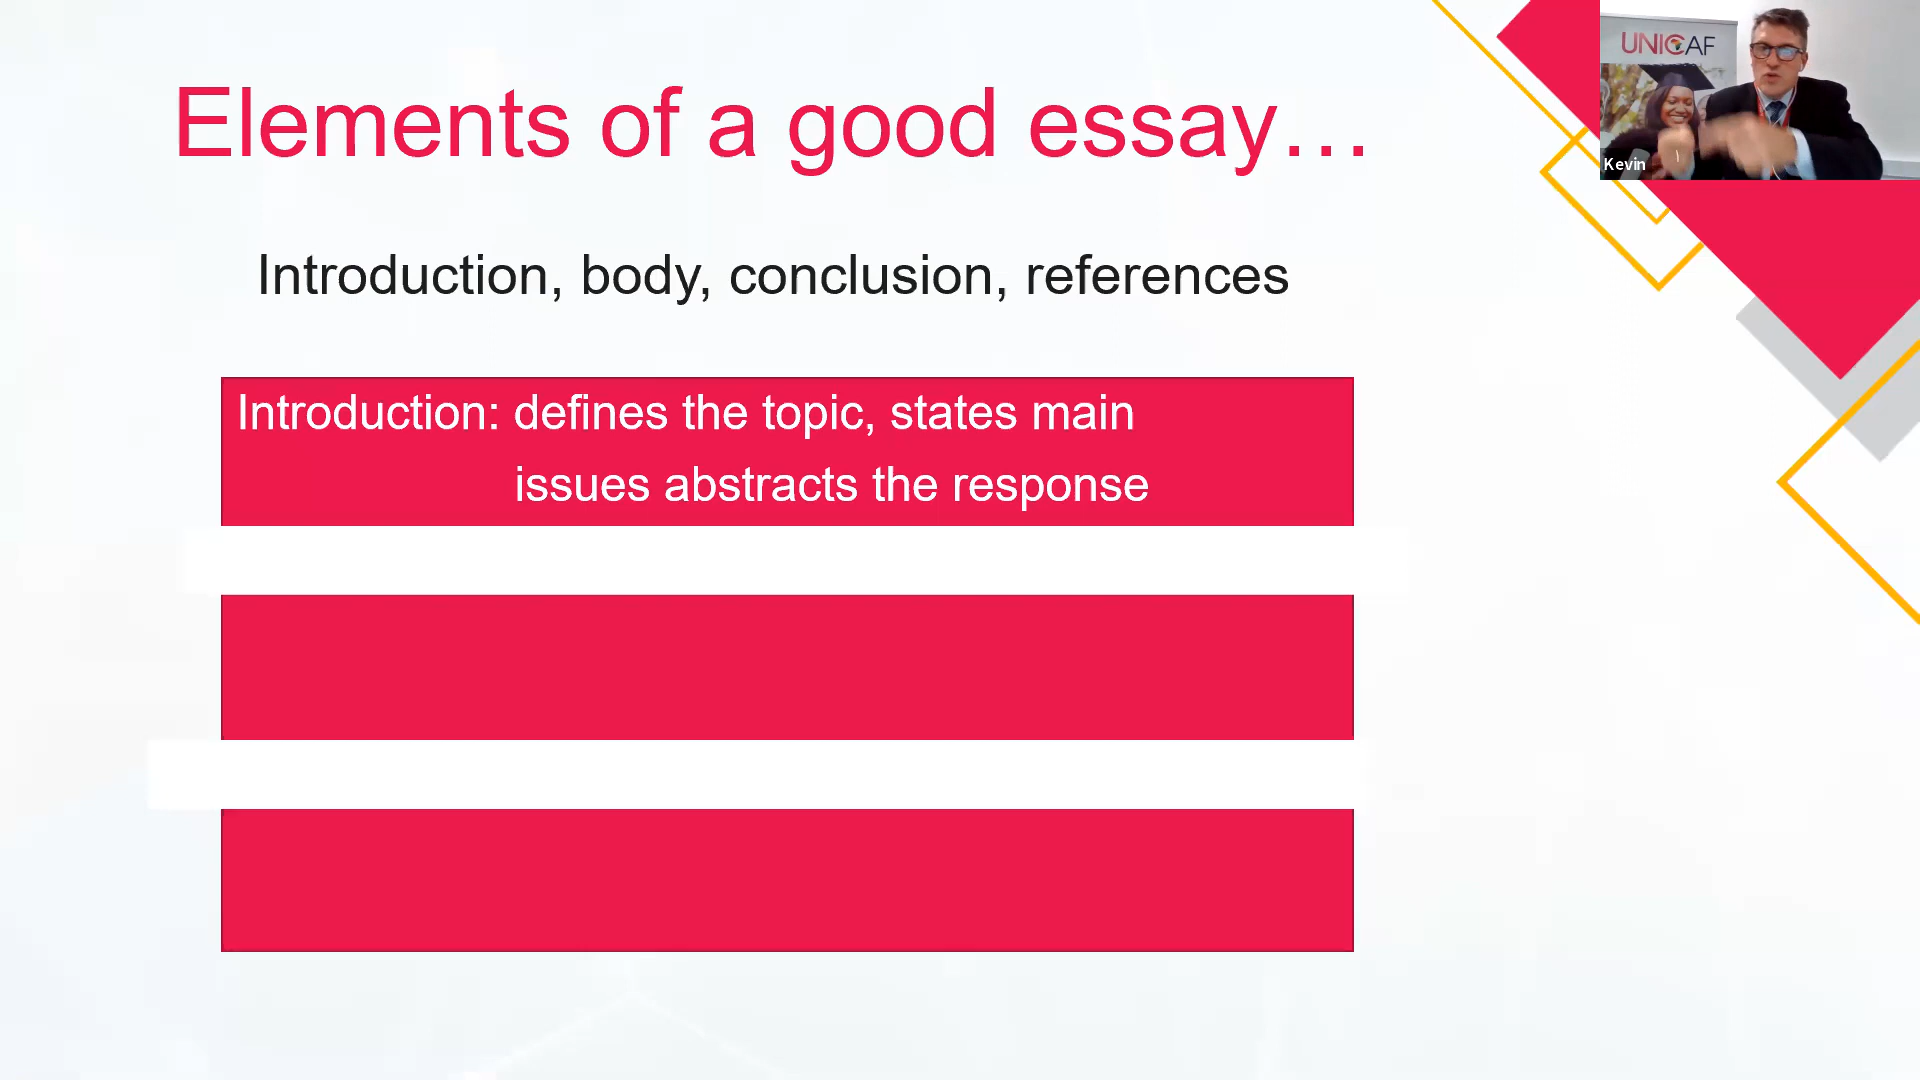 Elements of a good essay…
UNICAF
Kevin
Introduction, body, conclusion, references
Introduction: defines the topic, states main
issues abstracts the response